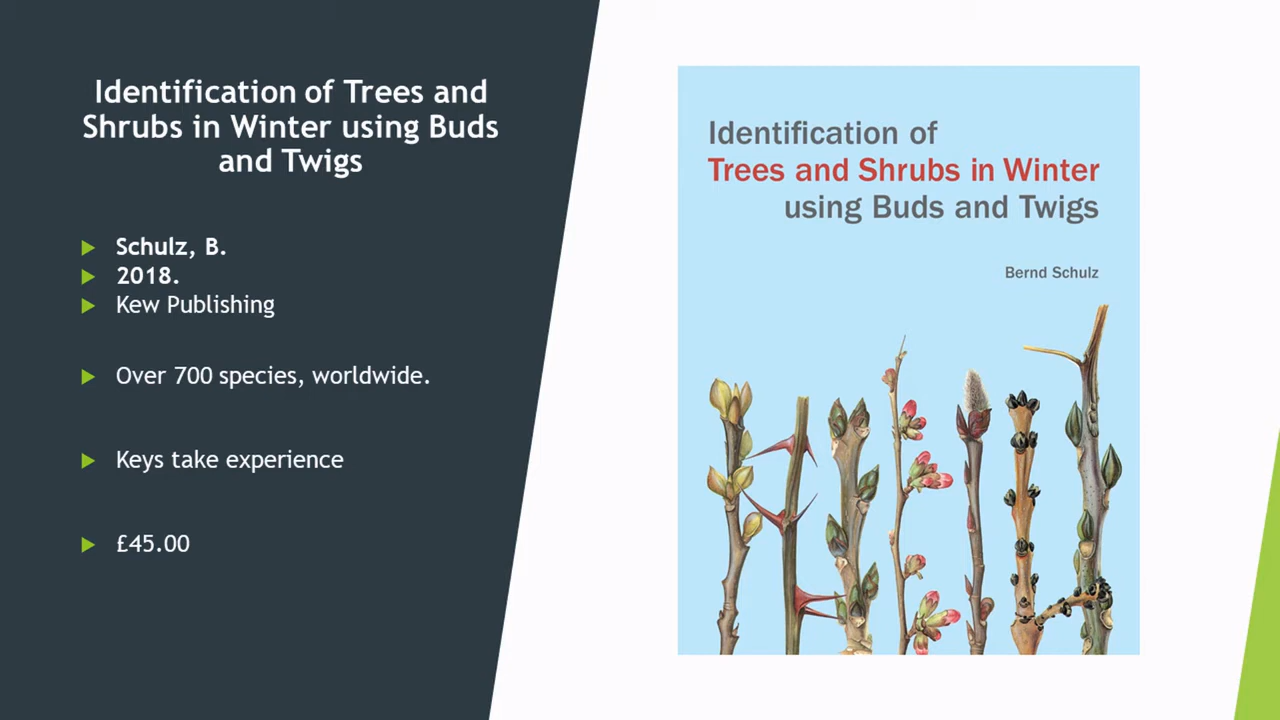 Identification of Trees and
Shrubs in Winter using Buds
and Twigs
Schulz, B.
2018.
Kew Publishing
Over 700 species, worldwide.
Keys take experience
£45.00
Identification of
Trees and Shrubs in Winter
using Buds and Twigs
Bernd Schulz